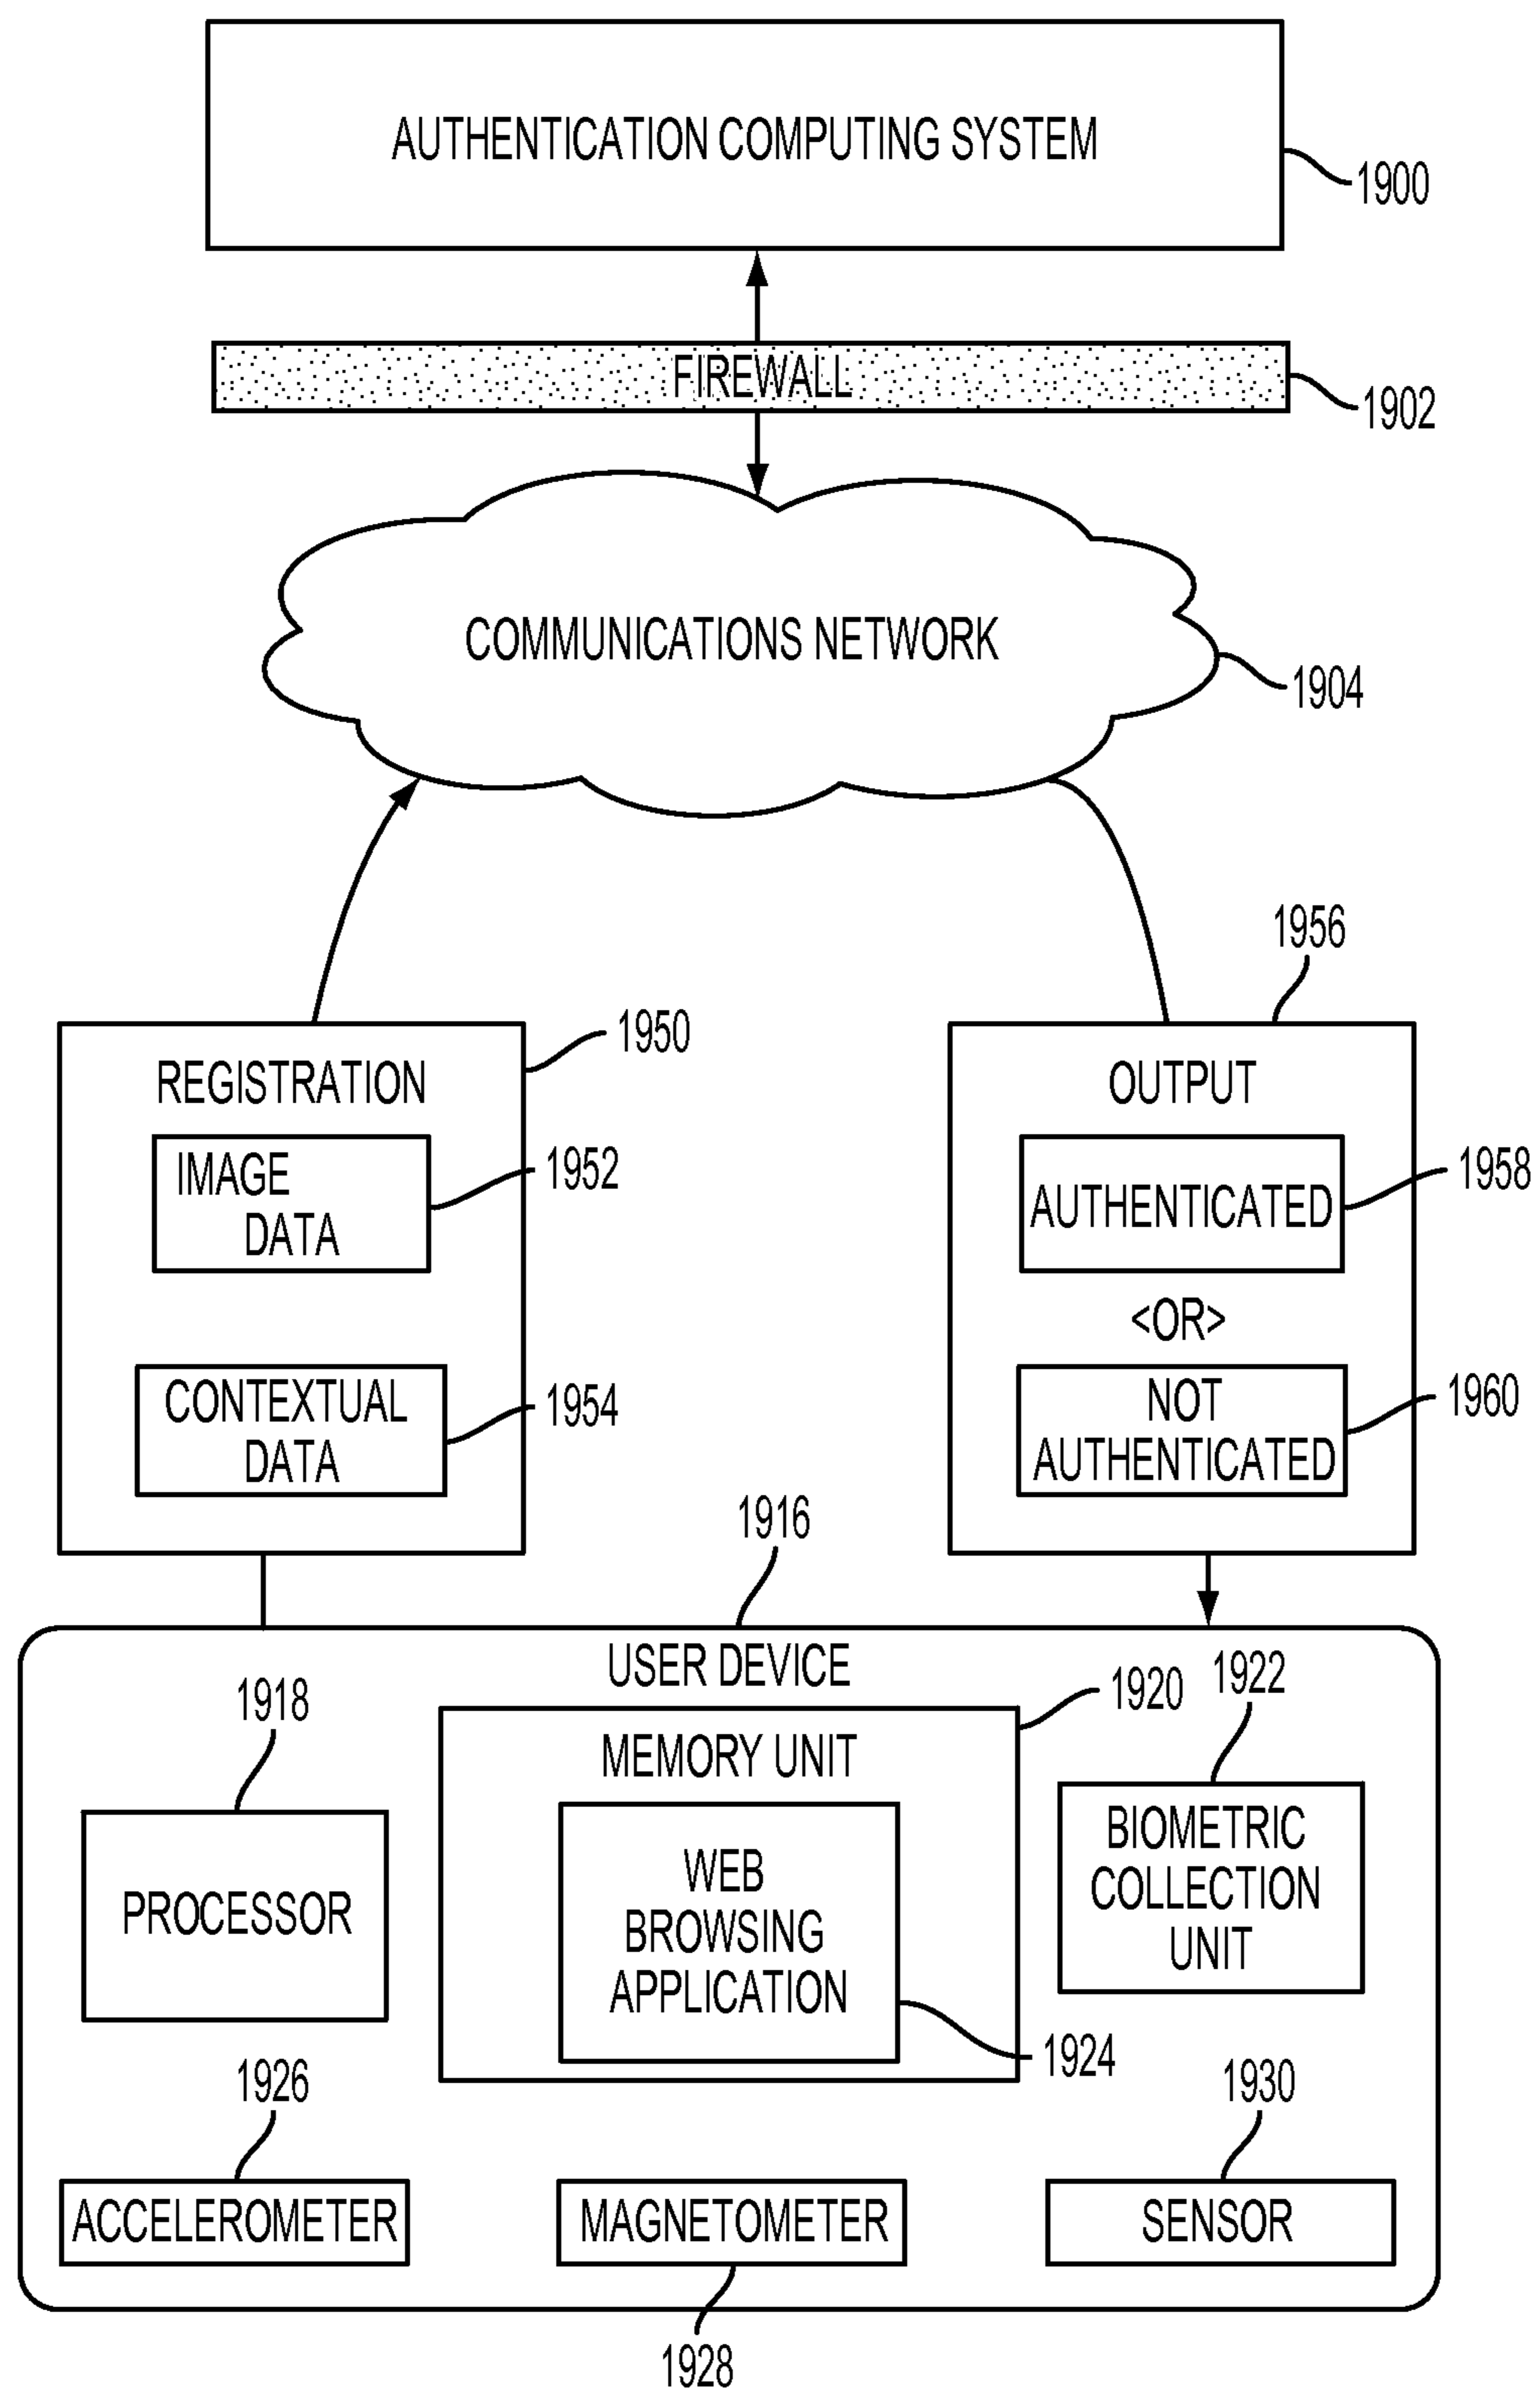 AUTHENTICATION COMPUTING SYSTEM
1900
FIREWALL
1902
COMMUNICATIONS NETWORK
1904
1956
1950
REGISTRATION
OUTPUT
IMAGE
DATA
1952
AUTHENTICATED
1958
<OR>
CONTEXTUAL
DATA
1954
NOT
AUTHENTICATED
1960
1916
USER DEVICE
1918
1920
1922
MEMORY UNIT
PROCESSOR
WEB
BROWSING
APPLICATION
BIOMETRIC
COLLECTION
UNIT
1924
1926
1930
ACCELEROMETER
MAGNETOMETER
SENSOR
1928